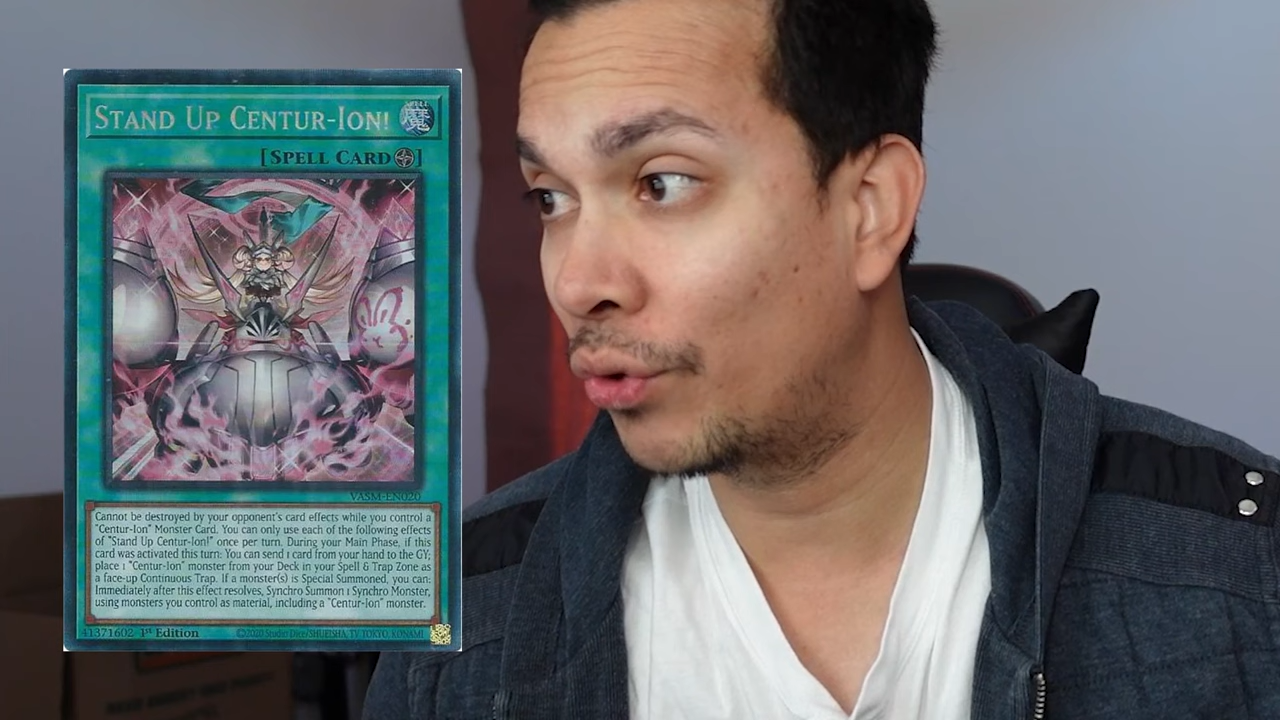 STAND UP CENTUR-ION!
[SPELL CARD]
VASM-EN020
Cannot be destroyed by your opponent's card effects while you control a
"Centur-Ion" Monster Card. You can only use each of the following effects
of "Stand Up Centur-Ion!" once per turn. During your Main Phase, if this
card was activated this turn: You can send 1 card from your hand to the GY;
place 1 "Centur-Ion" monster from your Deck in your Spell & Trap Zone as
a face-up Continuous Trap. If a monster(s) is Special Summoned, you can:
Immediately after this effect resolves, Synchro Summon 1 Synchro Monster,
using monsters you control as material, including a "Centur-Ion" monster.
41371602 1st Edition ©2020 Studio Dice/SHUEISHA, TV TOKYO, KONAMI